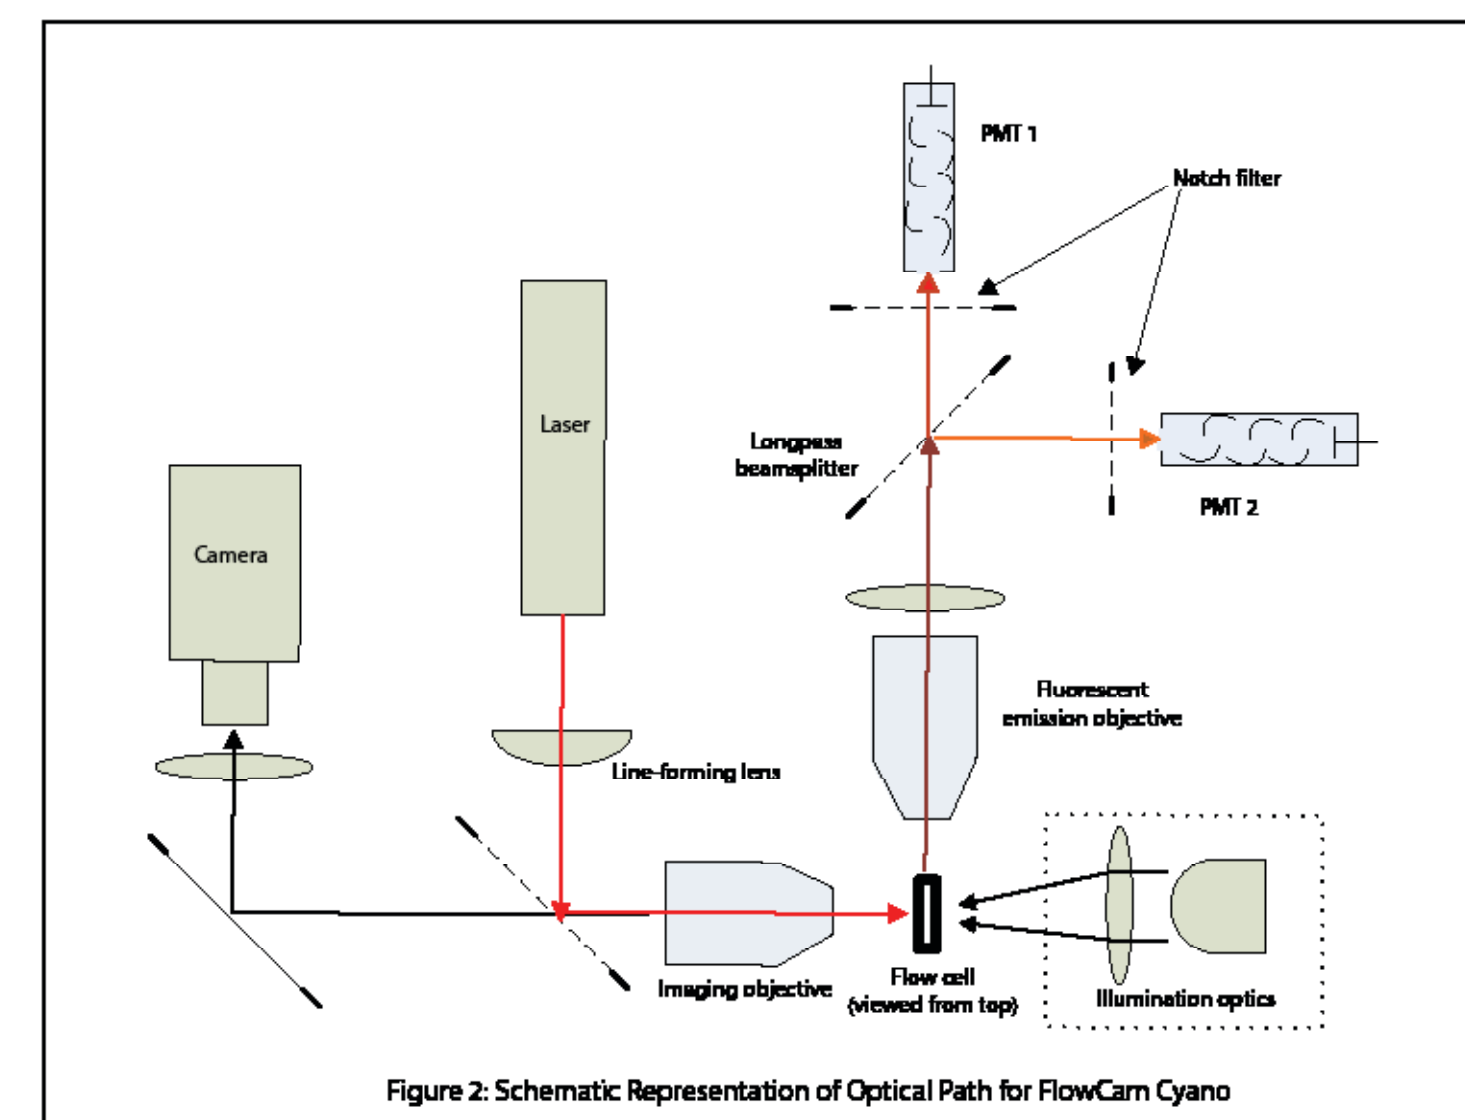 PMT 1
Notch filter
Laser
Longpass
beamsplitter
PMT 2
Camera
Fluorescent
emission objective
Line-forming lens
Imaging objective
Flow cell
(viewed from top)
Illumination optics
Figure 2: Schematic Representation of Optical Path for FlowCam Cyano